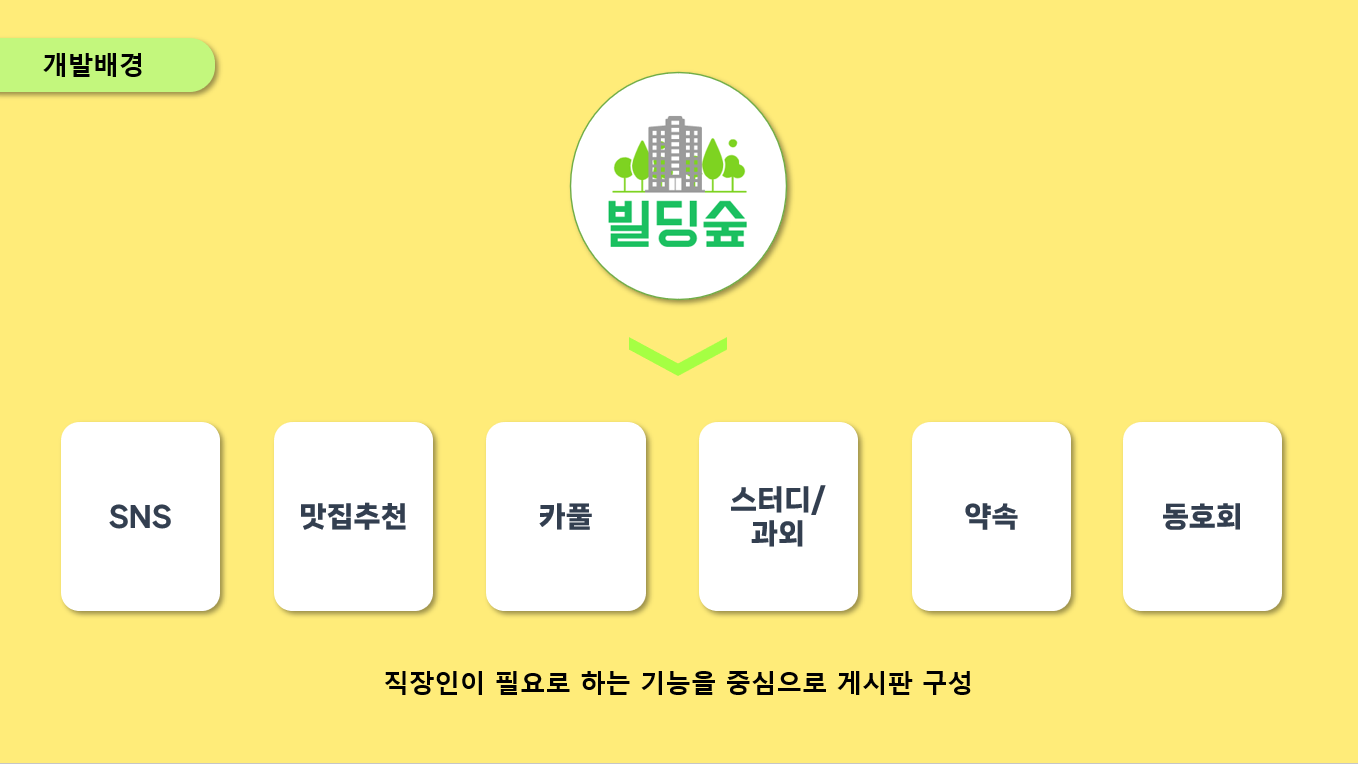 개발배경
빌딩숲
SNS
맛집추천
카풀
스터디/
과외
약속
동호회
직장인이 필요로 하는 기능을 중심으로 게시판 구성